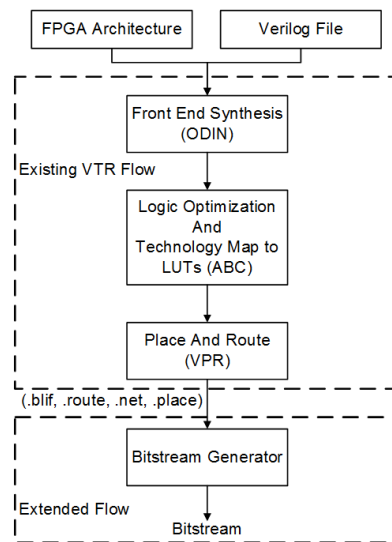 FPGA Architecture
Verilog File
Front End Synthesis
(ODIN)
Existing VTR Flow
Logic Optimization
And
Technology Map to
LUTs (ABC)
Place And Route
(VPR)
(.blif, .route, .net, .place)
Bitstream Generator
Extended Flow
Bitstream